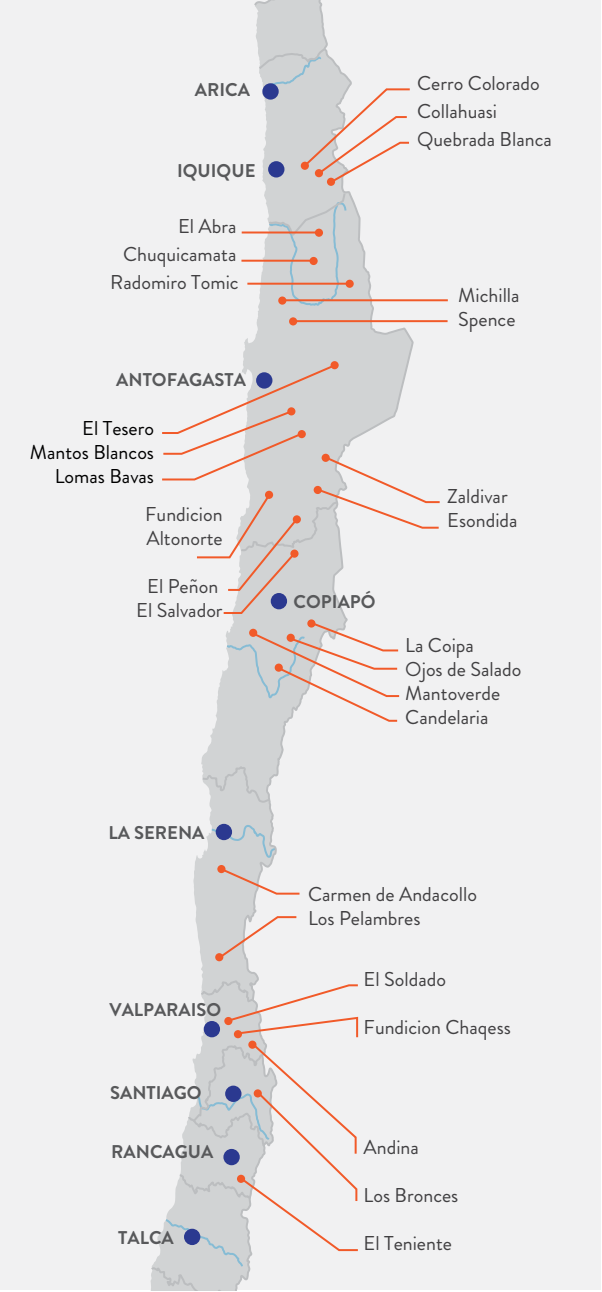 ARICA
Cerro Colorado
Collahuasi
Quebrada Blanca
IQUIQUE
El Abra
Chuquicamata
Radomiro Tomic
Michilla
Spence
ANTOFAGASTA
El Tesero
Mantos Blancos
Lomas Bavas
Zaldivar
Esondida
Fundicion
Altonorte
El Peñon
El Salvador
COPIAPÓ
La Coipa
Ojos de Salado
Mantoverde
Candelaria
LA SERENA
Carmen de Andacollo
Los Pelambres
El Soldado
VALPARAISO
Fundicion Chaqess
SANTIAGO
Andina
RANCAGUA
Los Bronces
TALCA
El Teniente